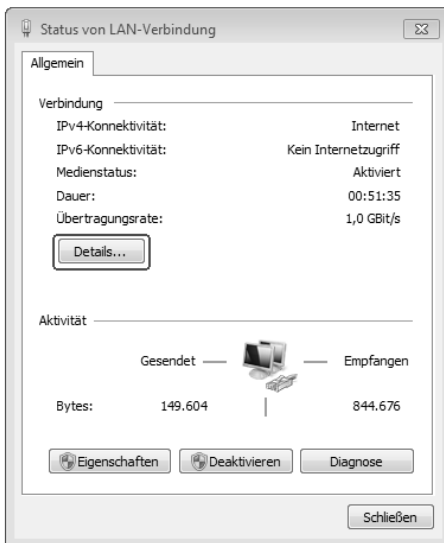 Status von LAN-Verbindung
Allgemein
Verbindung
IPv4-Konnektivität: Internet
IPv6-Konnektivität: Kein Internetzugriff
Medienstatus: Aktiviert
Dauer: 00:51:35
Übertragungsrate: 1,0 GBit/s
Details...
Aktivität
Gesendet Empfangen
Bytes: 149.604 844.676
Eigenschaften Deaktivieren Diagnose
Schließen